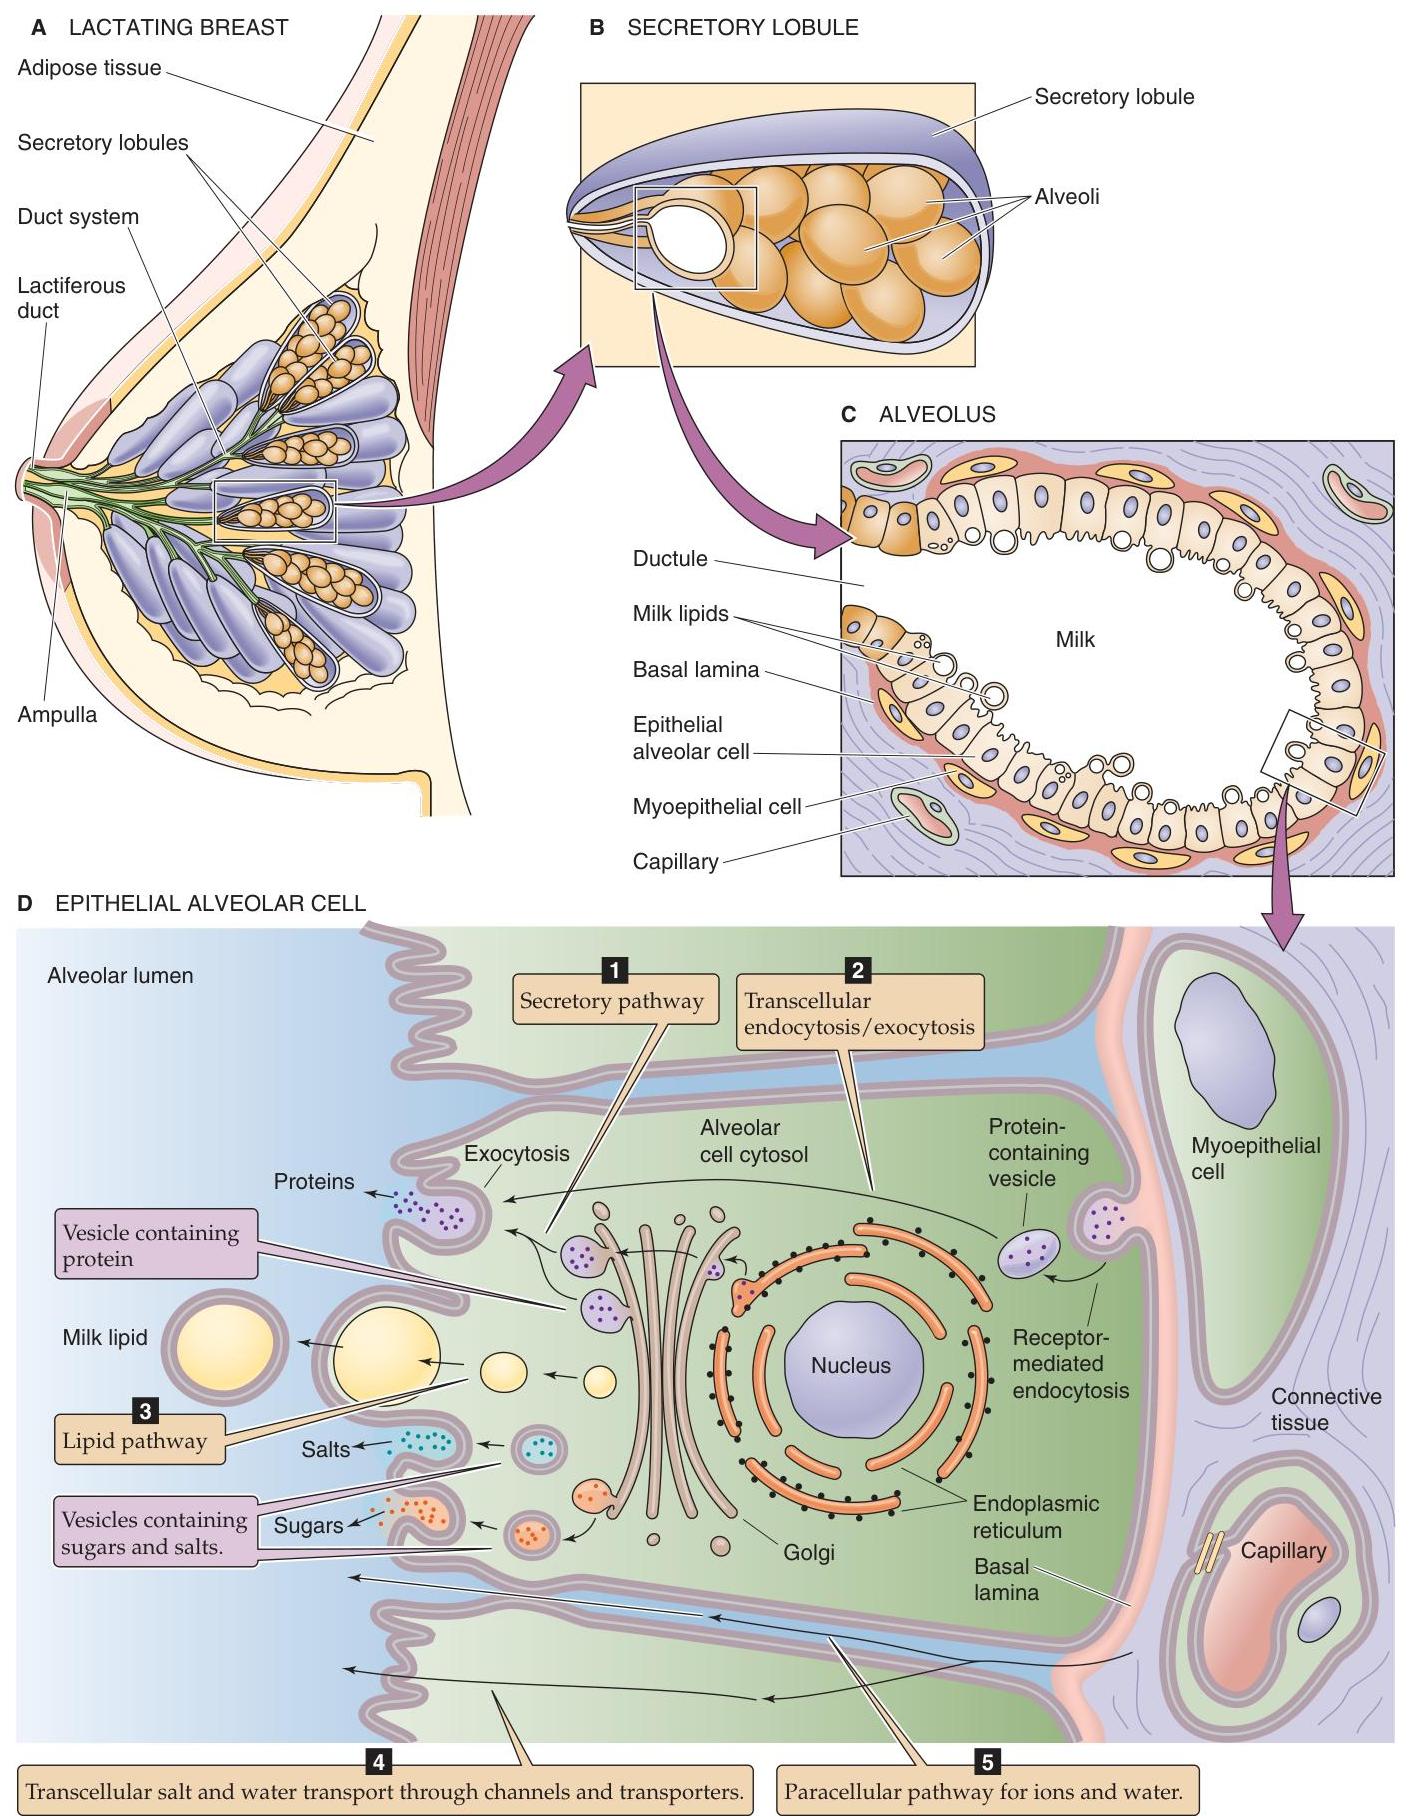 A LACTATING BREAST
Adipose tissue
Secretory lobules
Duct system
Lactiferous
duct
Ampulla
B SECRETORY LOBULE
Secretory lobule
Alveoli
C ALVEOLUS
Ductule
Milk lipids
Basal lamina
Epithelial
alveolar cell
Myoepithelial cell
Capillary
Milk
D EPITHELIAL ALVEOLAR CELL
Alveolar lumen
1
Secretory pathway
2
Transcellular
endocytosis/exocytosis
Exocytosis
Alveolar
cell cytosol
Protein-
containing
vesicle
Myoepithelial
cell
Proteins
Vesicle containing
protein
Milk lipid
Nucleus
Receptor-
mediated
endocytosis
Connective
tissue
3
Lipid pathway
Salts
Vesicles containing
sugars and salts.
Sugars
Endoplasmic
reticulum
Golgi
Basal
lamina
Capillary
4
Transcellular salt and water transport through channels and transporters.
5
Paracellular pathway for ions and water.